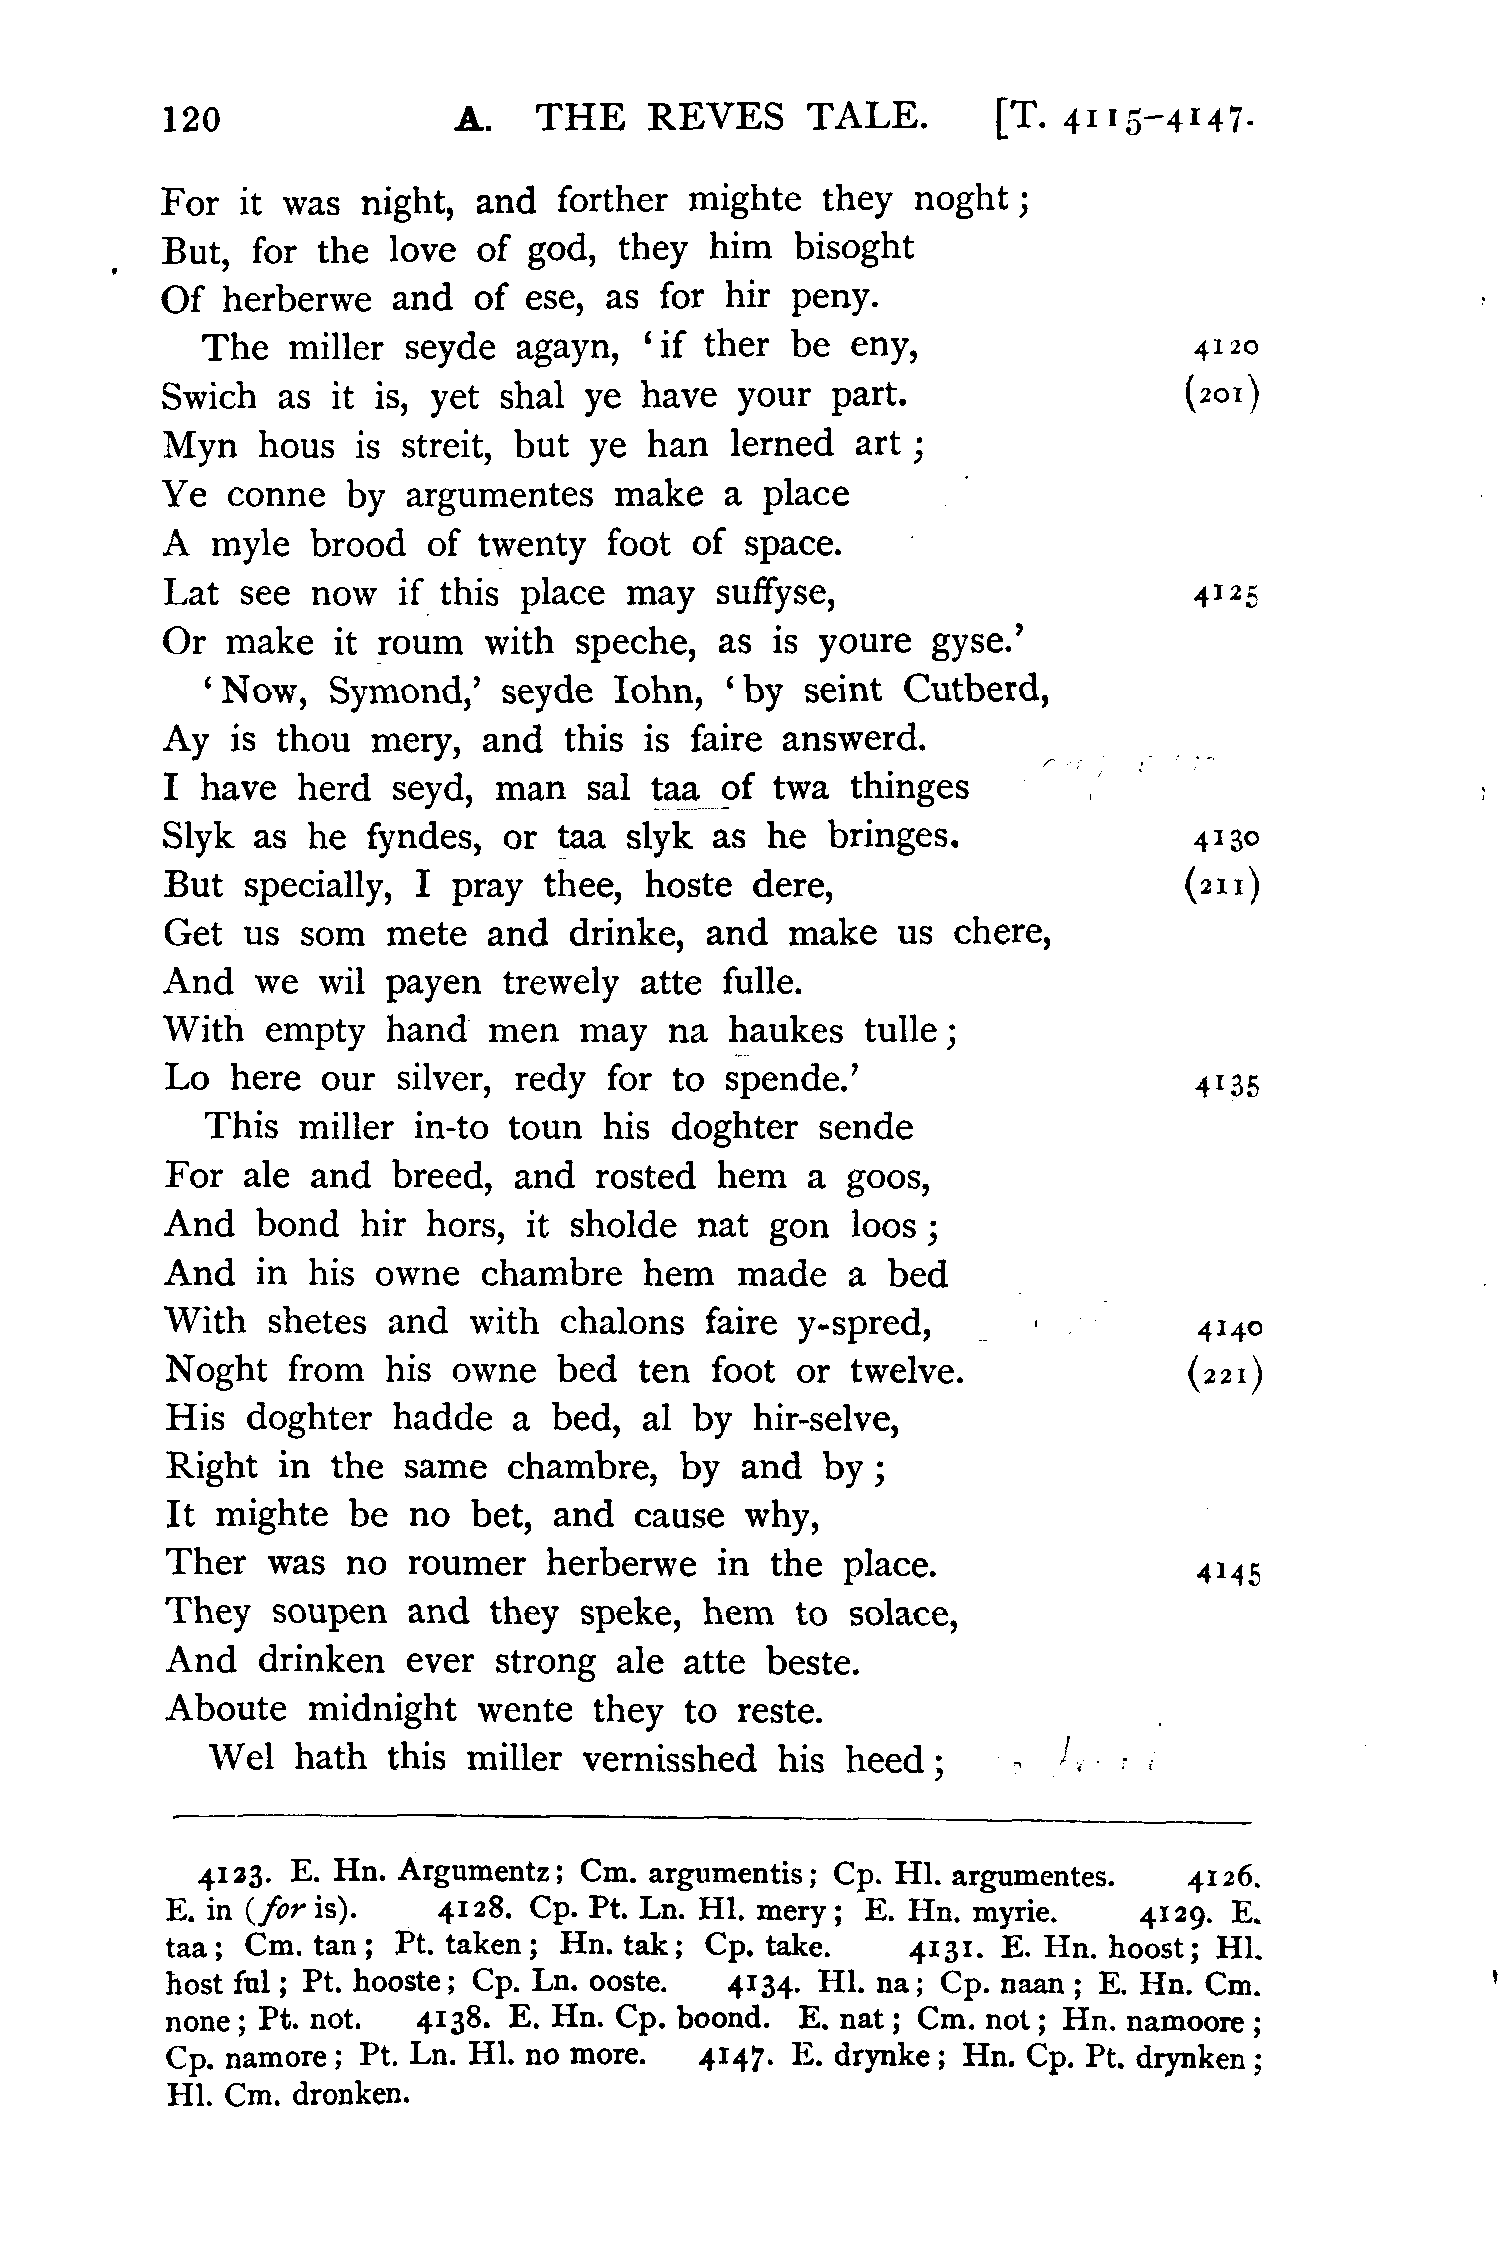 120 A. THE REVES TALE. [T. 4115–4147.
For it was night, and forther mighte they noght;
But, for the love of god, they him bisoght
Of herberwe and of ese, as for hir peny.
The miller seyde agayn, ‘if ther be eny, 4120
Swich as it is, yet shal ye have your part. (201)
Myn hous is streit, but ye han lerned art;
Ye conne by argumentes make a place
A myle brood of twenty foot of space.
Lat see now if this place may suffyse, 4125
Or make it roum with speche, as is youre gyse.’
‘Now, Symond,’ seyde Iohn, ‘by seint Cutberd,
Ay is thou mery, and this is faire answerd.
I have herd seyd, man sal taa of twa thinges
Slyk as he fyndes, or taa slyk as he bringes. 4130
But specially, I pray thee, hoste dere, (211)
Get us som mete and drinke, and make us chere,
And we wil payen trewely atte fulle.
With empty hand men may na haukes tulle;
Lo here our silver, redy for to spende.’ 4135
This miller in-to toun his doghter sende
For ale and breed, and rosted hem a goos,
And bond hir hors, it sholde nat gon loos;
And in his owne chambre hem made a bed
With shetes and with chalons faire y-spred, 4140
Noght from his owne bed ten foot or twelve. (221)
His doghter hadde a bed, al by hir-selve,
Right in the same chambre, by and by;
It mighte be no bet, and cause why,
Ther was no roumer herberwe in the place. 4145
They soupen and they speke, hem to solace,
And drinken ever strong ale atte beste.
Aboute midnight wente they to reste.
Wel hath this miller vernisshed his heed;
4123. E. Hn. Argumentz; Cm. argumentis; Cp. Hl. argumentes. 4126.
E. in (for is). 4128. Cp. Pt. Ln. Hl. mery; E. Hn. myrie. 4129. E.
taa; Cm. tan; Pt. taken; Hn. tak; Cp. take. 4131. E. Hn. hoost; Hl.
host ful; Pt. hooste; Cp. Ln. ooste. 4134. Hl. na; Cp. naan; E. Hn. Cm.
none; Pt. not. 4138. E. Hn. Cp. boond. E. nat; Cm. not; Hn. namoore;
Cp. namore; Pt. Ln. Hl. no more. 4147. E. drynke; Hn. Cp. Pt. drynken;
Hl. Cm. dronken.